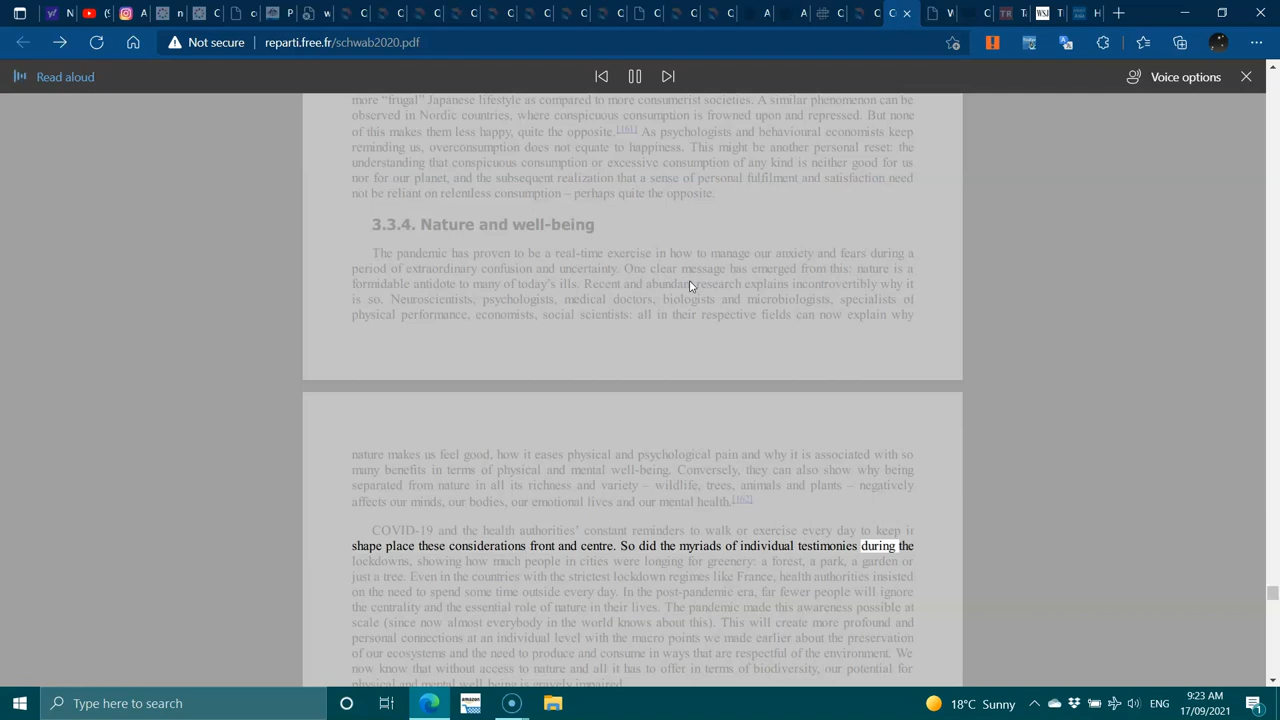 Y
C
n
C
P
w
C
C
C
C
C
C
C
C
C
C
A
A
C
C
V
C
TR
T
WSJ
T
H
Not secure
reparti.free.fr/schwab2020.pdf
Read aloud
Voice options
more “frugal” Japanese lifestyle as compared to more consumerist societies. A similar phenomenon can be
observed in Nordic countries, where conspicuous consumption is frowned upon and repressed. But none
of this makes them less happy, quite the opposite.[161] As psychologists and behavioural economists keep
reminding us, overconsumption does not equate to happiness. This might be another personal reset: the
understanding that conspicuous consumption or excessive consumption of any kind is neither good for us
nor for our planet, and the subsequent realization that a sense of personal fulfilment and satisfaction need
not be reliant on relentless consumption – perhaps quite the opposite.
3.3.4. Nature and well-being
The pandemic has proven to be a real-time exercise in how to manage our anxiety and fears during a
period of extraordinary confusion and uncertainty. One clear message has emerged from this: nature is a
formidable antidote to many of today’s ills. Recent and abundant research explains incontrovertibly why it
is so. Neuroscientists, psychologists, medical doctors, biologists and microbiologists, specialists of
physical performance, economists, social scientists: all in their respective fields can now explain why
nature makes us feel good, how it eases physical and psychological pain and why it is associated with so
many benefits in terms of physical and mental well-being. Conversely, they can also show why being
separated from nature in all its richness and variety – wildlife, trees, animals and plants – negatively
affects our minds, our bodies, our emotional lives and our mental health.[162]
COVID-19 and the health authorities’ constant reminders to walk or exercise every day to keep in
shape place these considerations front and centre. So did the myriads of individual testimonies during the
lockdowns, showing how much people in cities were longing for greenery: a forest, a park, a garden or
just a tree. Even in the countries with the strictest lockdown regimes like France, health authorities insisted
on the need to spend some time outside every day. In the post-pandemic era, far fewer people will ignore
the centrality and the essential role of nature in their lives. The pandemic made this awareness possible at
scale (since now almost everybody in the world knows about this). This will create more profound and
personal connections at an individual level with the macro points we made earlier about the preservation
of our ecosystems and the need to produce and consume in ways that are respectful of the environment. We
now know that without access to nature and all it has to offer in terms of biodiversity, our potential for
physical and mental well-being is gravely impaired.
Type here to search
amazon
18°C Sunny
9:23 AM
17/09/2021